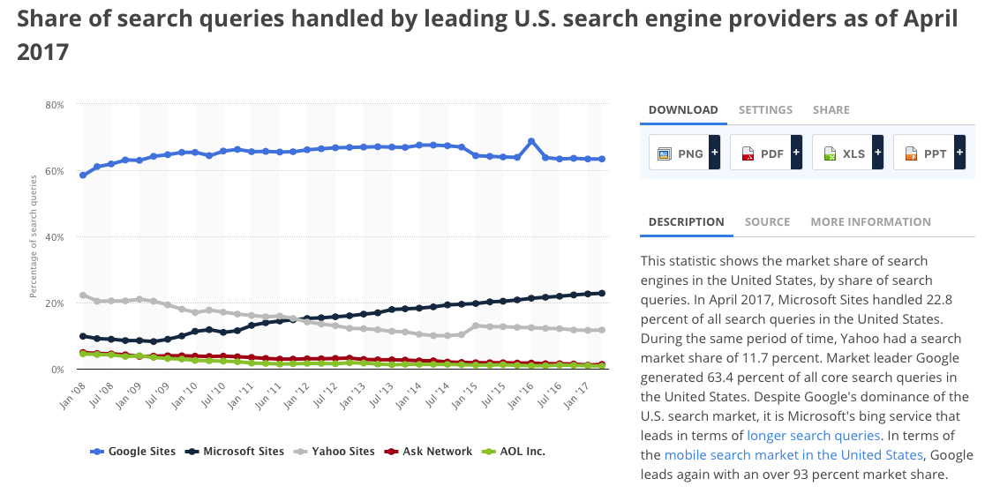 Share of search queries handled by leading U.S. search engine providers as of April
2017
80%
60%
40%
20%
0%
Percentage of search queries
Jan '08
Jul '08
Jan '09
Jul '09
Jan '10
Jul '10
Jan '11
Jun '11
Jan '12
Jul '12
Jan '13
Jul '13
Jan '14
Jul '14
Jan '15
Jul '15
Jan '16
Jul '16
Jan '17
Google Sites Microsoft Sites Yahoo Sites Ask Network AOL Inc.
DOWNLOAD SETTINGS SHARE
PNG + PDF + XLS + PPT +
DESCRIPTION SOURCE MORE INFORMATION
This statistic shows the market share of search
engines in the United States, by share of search
queries. In April 2017, Microsoft Sites handled 22.8
percent of all search queries in the United States.
During the same period of time, Yahoo had a search
market share of 11.7 percent. Market leader Google
generated 63.4 percent of all core search queries in
the United States. Despite Google's dominance of the
U.S. search market, it is Microsoft's bing service that
leads in terms of longer search queries. In terms of
the mobile search market in the United States, Google
leads again with an over 93 percent market share.